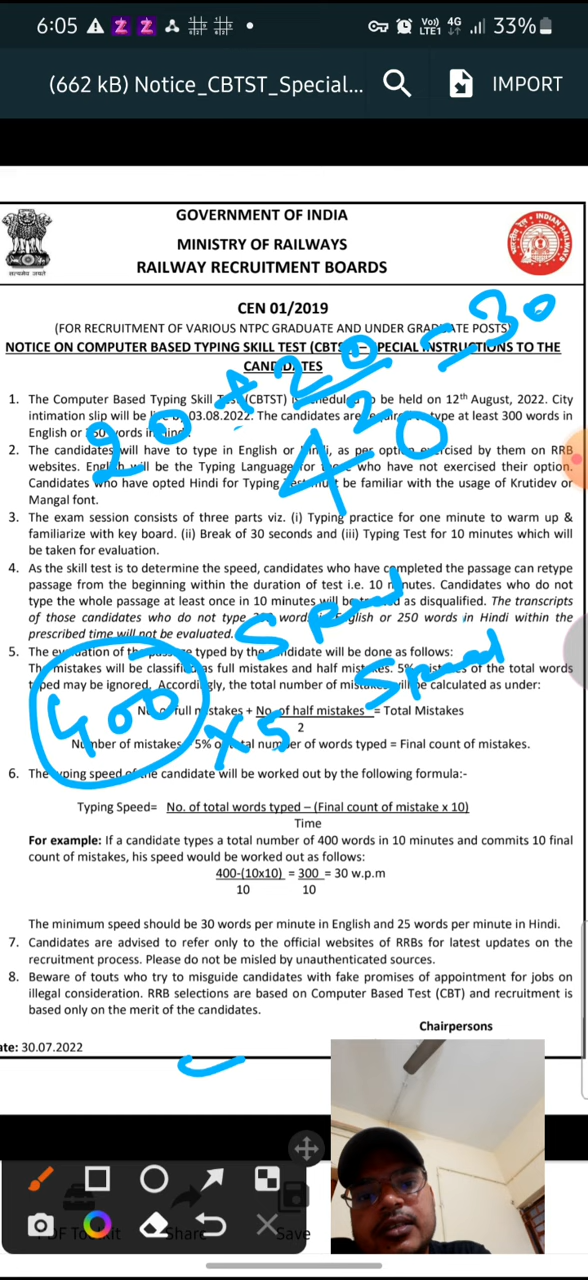 6:05 Vo)) LTE1 4G 33%
(662 kB) Notice_CBTST_Special... IMPORT
GOVERNMENT OF INDIA
MINISTRY OF RAILWAYS
RAILWAY RECRUITMENT BOARDS
सत्यमेव जयते
CEN 01/2019
(FOR RECRUITMENT OF VARIOUS NTPC GRADUATE AND UNDER GRADUATE POSTS)
NOTICE ON COMPUTER BASED TYPING SKILL TEST (CBTST) – SPECIAL INSTRUCTIONS TO THE
CANDIDATES
1. The Computer Based Typing Skill Test (CBTST) is scheduled to be held on 12th August, 2022. City
intimation slip will be live by 03.08.2022. The candidates are required to type at least 300 words in
English or 250 words in Hindi.
2. The candidates will have to type in English or Hindi, as per option exercised by them on RRB
websites. English will be the Typing Language for those who have not exercised their option.
Candidates who have opted Hindi for Typing Test must be familiar with the usage of Krutidev or
Mangal font.
3. The exam session consists of three parts viz. (i) Typing practice for one minute to warm up &
familiarize with key board. (ii) Break of 30 seconds and (iii) Typing Test for 10 minutes which will
be taken for evaluation.
4. As the skill test is to determine the speed, candidates who have completed the passage can retype
passage from the beginning within the duration of test i.e. 10 minutes. Candidates who do not
type the whole passage at least once in 10 minutes will be treated as disqualified. The transcripts
of those candidates who do not type 300 words in English or 250 words in Hindi within the
prescribed time will not be evaluated.
5. The evaluation of the passage typed by the candidate will be done as follows:
The mistakes will be classified as full mistakes and half mistakes. 5% mistakes of the total words
typed may be ignored. Accordingly, the total number of mistakes will be calculated as under:
No. of full mistakes + No. of half mistakes = Total Mistakes
2
Number of mistakes - 5% of total number of words typed = Final count of mistakes.
6. The typing speed of the candidate will be worked out by the following formula:-
Typing Speed= No. of total words typed – (Final count of mistake x 10)
Time
For example: If a candidate types a total number of 400 words in 10 minutes and commits 10 final
count of mistakes, his speed would be worked out as follows:
400-(10x10) = 300 = 30 w.p.m
10 10
The minimum speed should be 30 words per minute in English and 25 words per minute in Hindi.
7. Candidates are advised to refer only to the official websites of RRBs for latest updates on the
recruitment process. Please do not be misled by unauthenticated sources.
8. Beware of touts who try to misguide candidates with fake promises of appointment for jobs on
illegal consideration. RRB selections are based on Computer Based Test (CBT) and recruitment is
based only on the merit of the candidates.
Chairpersons
ate: 30.07.2022
20 + 20 = 30
2
40
Speed
Speed
400 x 5
Share
Save